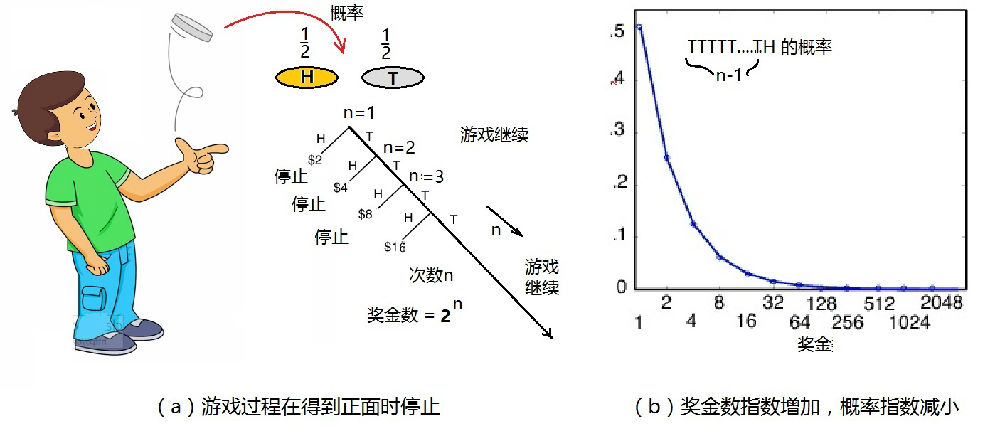 概率
1/2 1/2
H T
n=1
H T
$2 n=2
停止 H T
$4 n=3
停止 H T
$8
停止 H T
$16
游戏继续
n
次数n
游戏
继续
奖金数 = 2^n
(a)游戏过程在得到正面时停止
TTTTT....TH 的概率
n-1
.5
.4
.3
.2
.1
0
2 8 32 128 512 2048
1 4 16 64 256 1024
奖金
(b)奖金数指数增加，概率指数减小